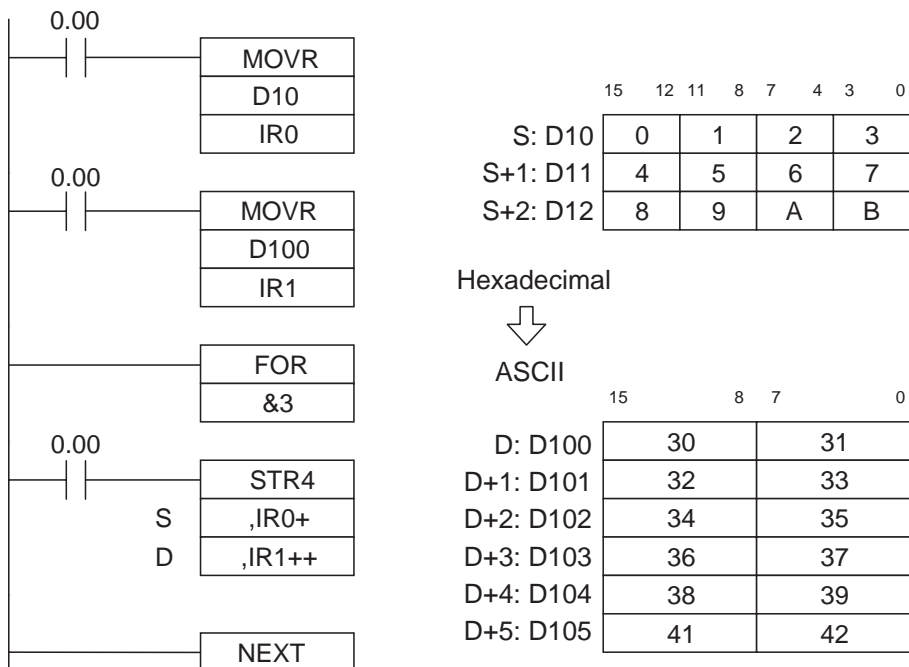 0.00
MOVR
D10
IR0
0.00
MOVR
D100
IR1
FOR
&3
0.00
STR4
S ,IR0+
D ,IR1++
NEXT
15 12 11 8 7 4 3 0
S: D10 0 1 2 3
S+1: D11 4 5 6 7
S+2: D12 8 9 A B
Hexadecimal
ASCII
15 8 7 0
D: D100 30 31
D+1: D101 32 33
D+2: D102 34 35
D+3: D103 36 37
D+4: D104 38 39
D+5: D105 41 42